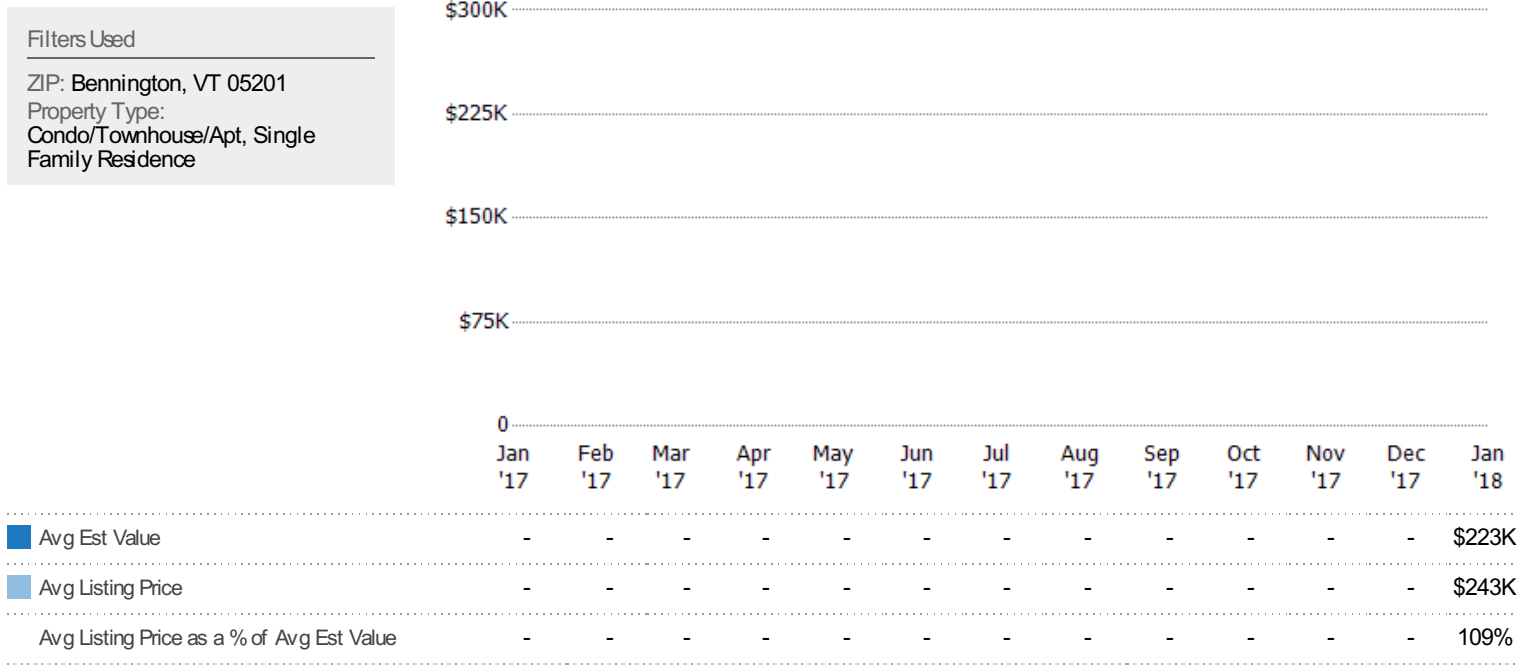 Filters Used
ZIP: Bennington, VT 05201
Property Type:
Condo/Townhouse/Apt, Single
Family Residence
$300K
$225K
$150K
$75K
0
Jan Feb Mar Apr May Jun Jul Aug Sep Oct Nov Dec Jan
'17 '17 '17 '17 '17 '17 '17 '17 '17 '17 '17 '17 '18
Avg Est Value - - - - - - - - - - - - $223K
Avg Listing Price - - - - - - - - - - - - $243K
Avg Listing Price as a % of Avg Est Value - - - - - - - - - - - - 109%